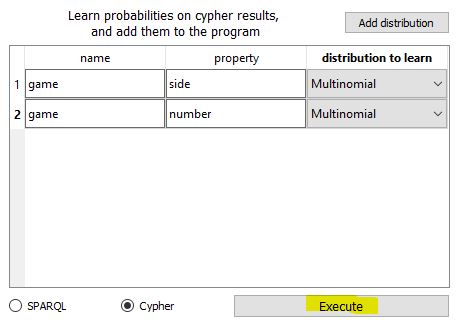 Learn probabilities on cypher results,
and add them to the program
Add distribution
name property distribution to learn
1 game side Multinomial
2 game number Multinomial
SPARQL Cypher Execute